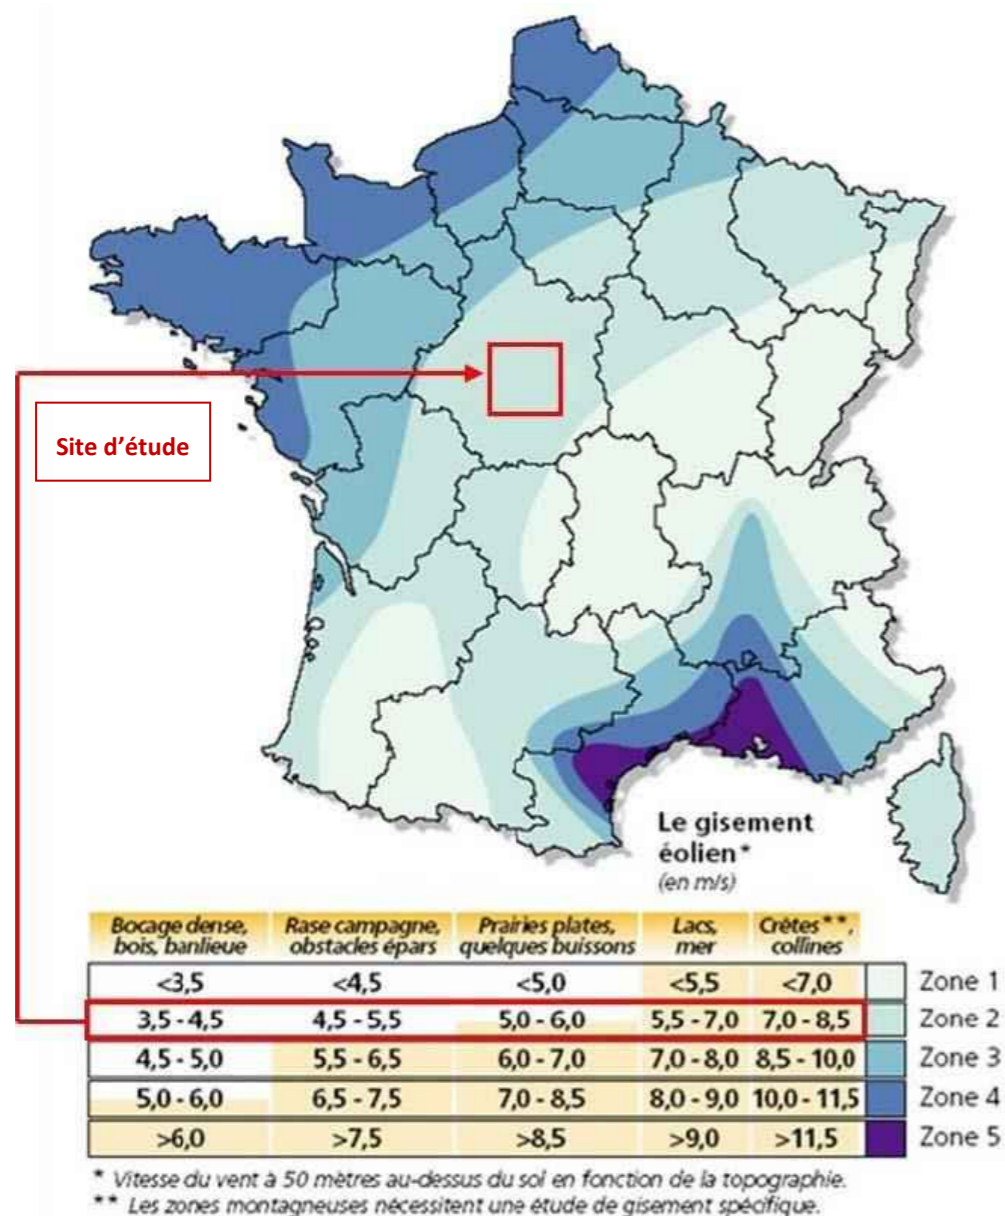 Site d'étude
Le gisement
éolien*
(en m/s)
Bocage dense, bois, banlieue Rase campagne, obstacles épars Prairies plates, quelques buissons Lacs, mer Crêtes**, collines
<3,5 <4,5 <5,0 <5,5 <7,0 Zone 1
3,5 - 4,5 4,5 - 5,5 5,0 - 6,0 5,5 - 7,0 7,0 - 8,5 Zone 2
4,5 - 5,0 5,5 - 6,5 6,0 - 7,0 7,0 - 8,0 8,5 - 10,0 Zone 3
5,0 - 6,0 6,5 - 7,5 7,0 - 8,5 8,0 - 9,0 10,0 - 11,5 Zone 4
>6,0 >7,5 >8,5 >9,0 >11,5 Zone 5
* Vitesse du vent à 50 mètres au-dessus du sol en fonction de la topographie.
** Les zones montagneuses nécessitent une étude de gisement spécifique.